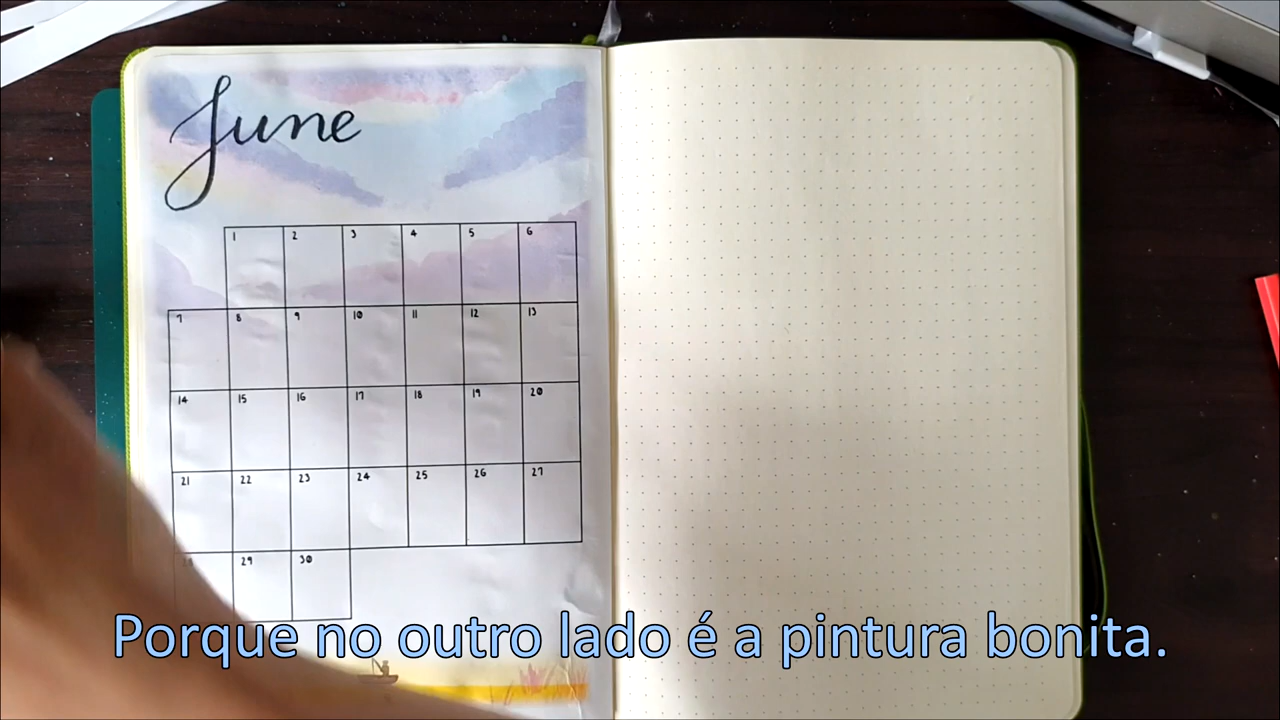 June
1 2 3 4 5 6
7 8 9 10 11 12 13
14 15 16 17 18 19 20
21 22 23 24 25 26 27
28 29 30
Porque no outro lado é a pintura bonita.